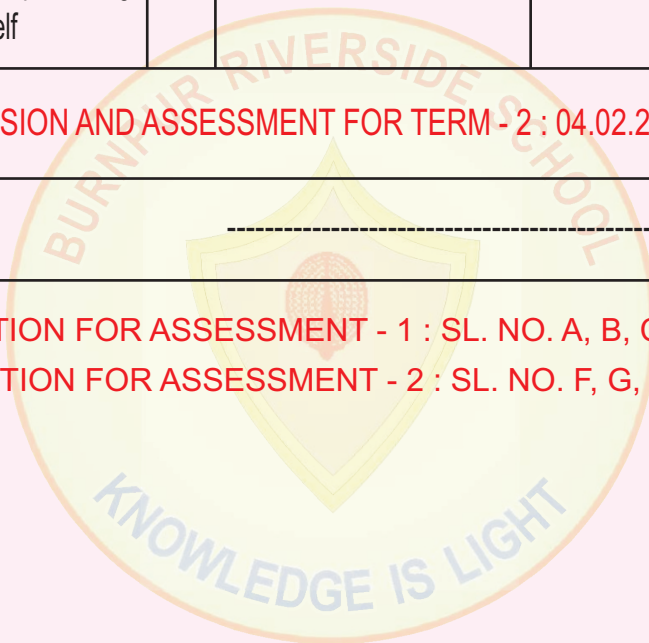 elf
BURNPUR RIVERSIDE SCHOOL
SION AND ASSESSMENT FOR TERM - 2 : 04.02.2
--------------------------------------------
TION FOR ASSESSMENT - 1 : SL. NO. A, B,
TION FOR ASSESSMENT - 2 : SL. NO. F, G,
KNOWLEDGE IS LIGHT